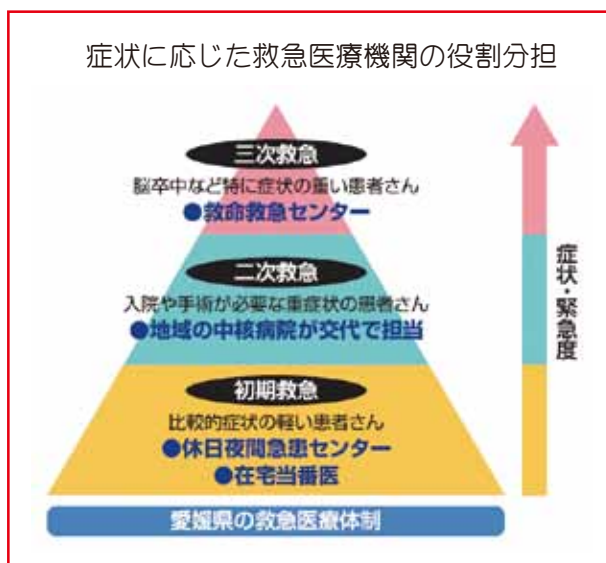 症状に応じた救急医療機関の役割分担
三次救急
脳卒中など特に症状の重い患者さん
●救命救急センター
二次救急
入院や手術が必要な重症状の患者さん
●地域の中核病院が交代で担当
初期救急
比較的症状の軽い患者さん
●休日夜間急患センター
●在宅当番医
症状・緊急度
愛媛県の救急医療体制